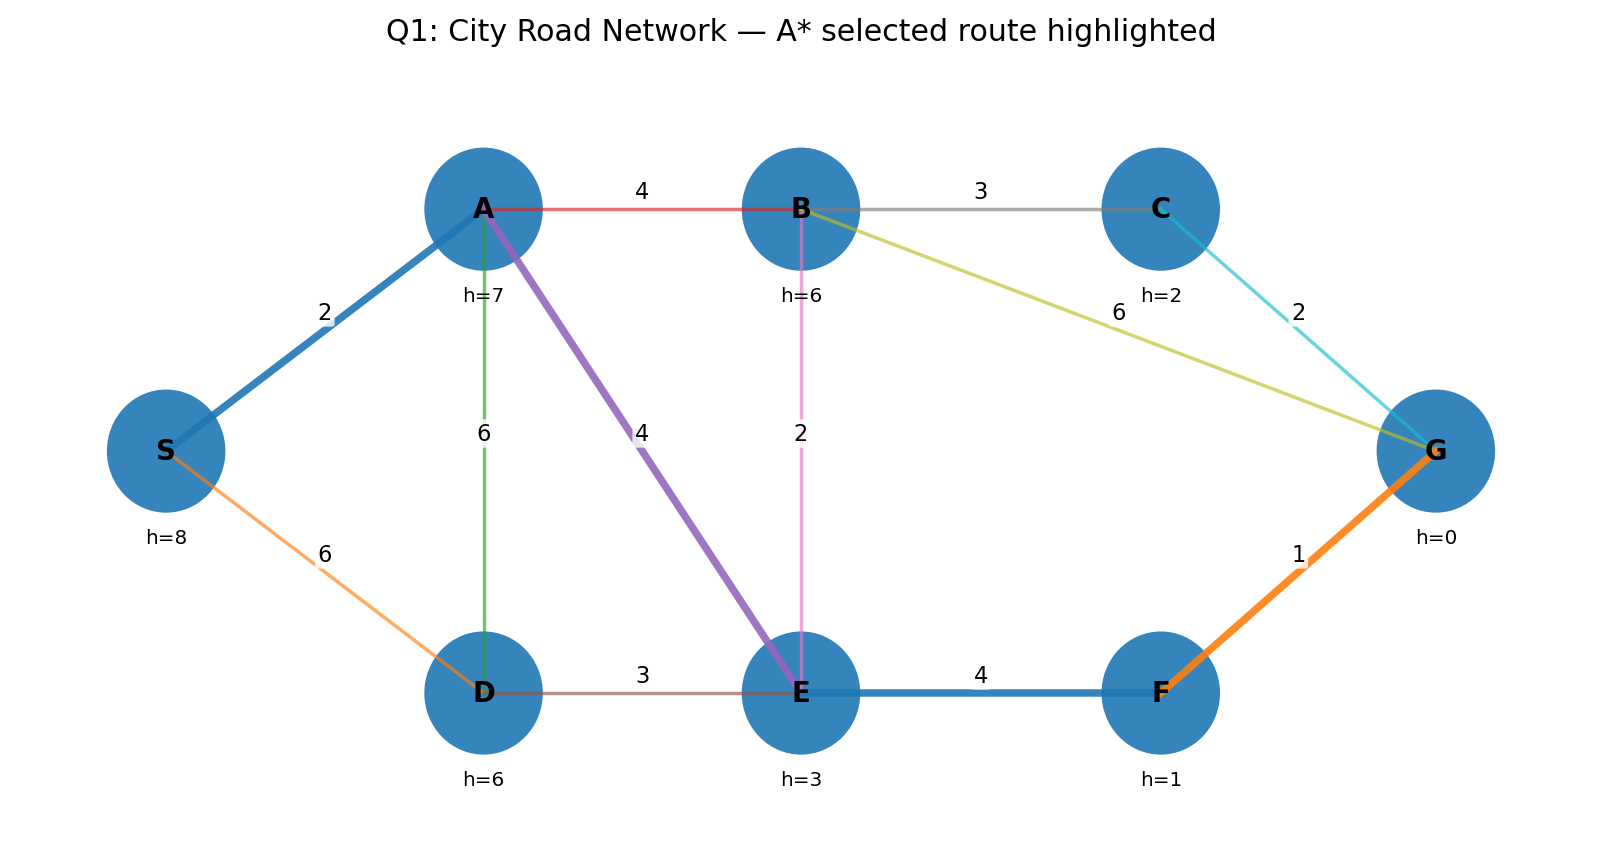 Q1: City Road Network — A* selected route highlighted
A
4
B
3
C
h=7
h=6
h=2
2
6
2
6
4
2
S
G
h=8
h=0
6
1
3
4
D
E
F
h=6
h=3
h=1